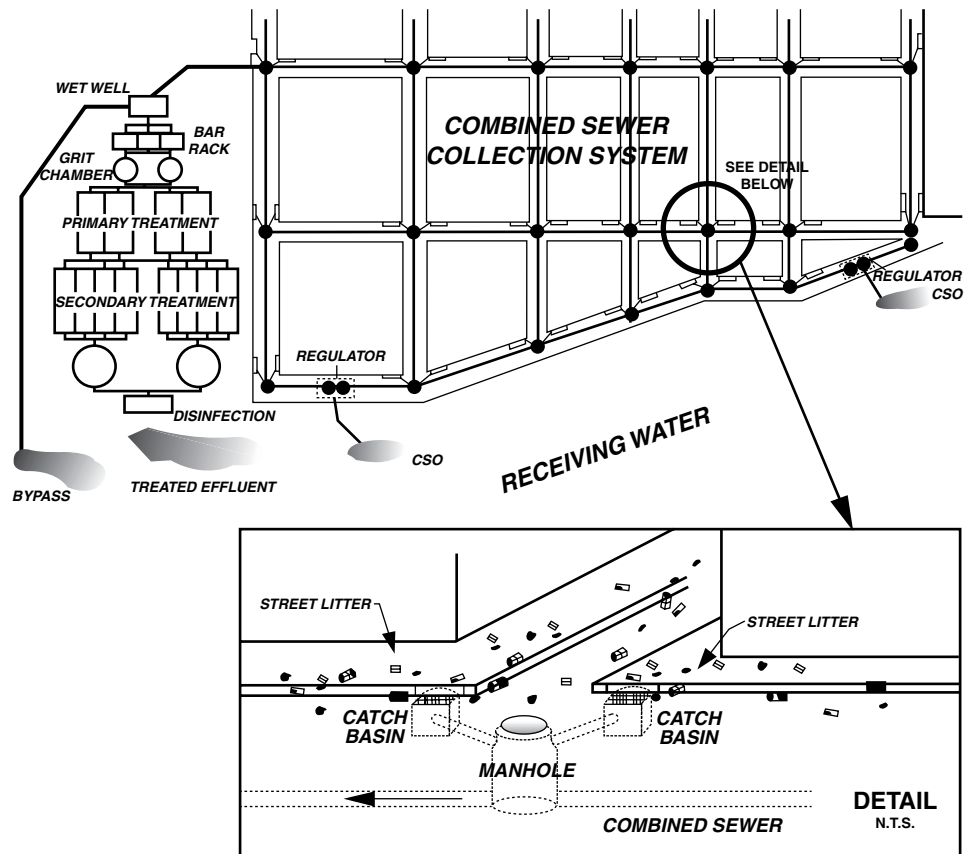 WET WELL
BAR
RACK
GRIT
CHAMBER
PRIMARY TREATMENT
SECONDARY TREATMENT
DISINFECTION
BYPASS
TREATED EFFLUENT
COMBINED SEWER
COLLECTION SYSTEM
SEE DETAIL
BELOW
REGULATOR
CSO
REGULATOR
CSO
RECEIVING WATER
STREET LITTER
STREET LITTER
CATCH
BASIN
CATCH
BASIN
MANHOLE
COMBINED SEWER
DETAIL
N.T.S.